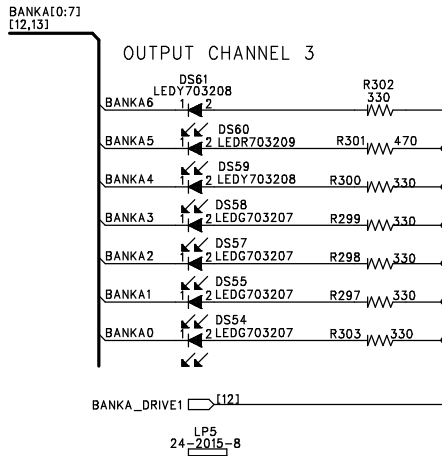 BANKA[0:7]
[12,13]
OUTPUT CHANNEL 3
DS61
LEDY703208
R302
330
BANKA6 1 2
DS60
BANKA5 1 2 LEDR703209 R301 470
DS59
BANKA4 1 2 LEDY703208 R300 330
DS58
BANKA3 1 2 LEDG703207 R299 330
DS57
BANKA2 1 2 LEDG703207 R298 330
DS55
BANKA1 1 2 LEDG703207 R297 330
DS54
BANKA0 1 2 LEDG703207 R303 330
BANKA_DRIVE1 [12]
LP5
24-2015-8